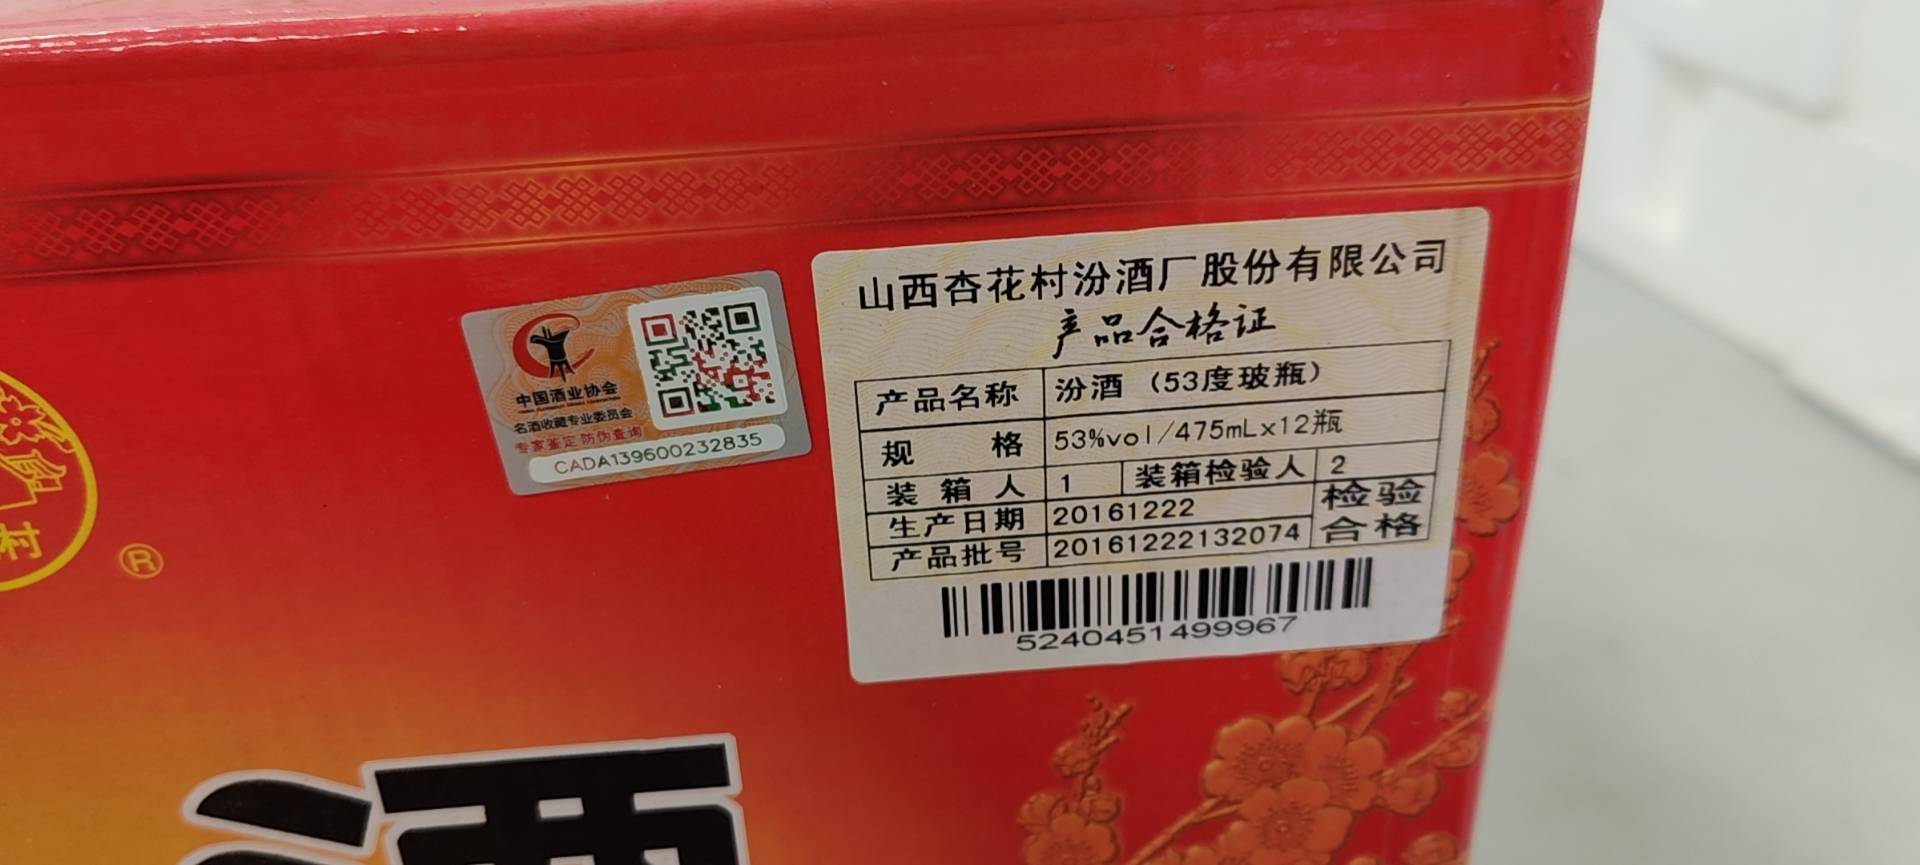 村
®
中国酒业协会
名酒收藏专业委员会
专家鉴定 防伪查询
CADA139600232835
山西杏花村汾酒厂股份有限公司
产品合格证
产品名称 汾酒（53度玻瓶）
规 格 53%vol/475mL×12瓶
装 箱 人 1 装箱检验人 2
生产日期 20161222 检验
产品批号 20161222132074 合格
5240451499967
酒